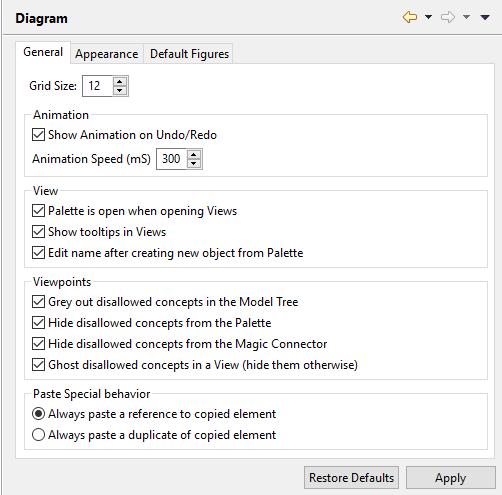 Diagram
General Appearance Default Figures
Grid Size: 12
Animation
Show Animation on Undo/Redo
Animation Speed (mS) 300
View
Palette is open when opening Views
Show tooltips in Views
Edit name after creating new object from Palette
Viewpoints
Grey out disallowed concepts in the Model Tree
Hide disallowed concepts from the Palette
Hide disallowed concepts from the Magic Connector
Ghost disallowed concepts in a View (hide them otherwise)
Paste Special behavior
Always paste a reference to copied element
Always paste a duplicate of copied element
Restore Defaults Apply